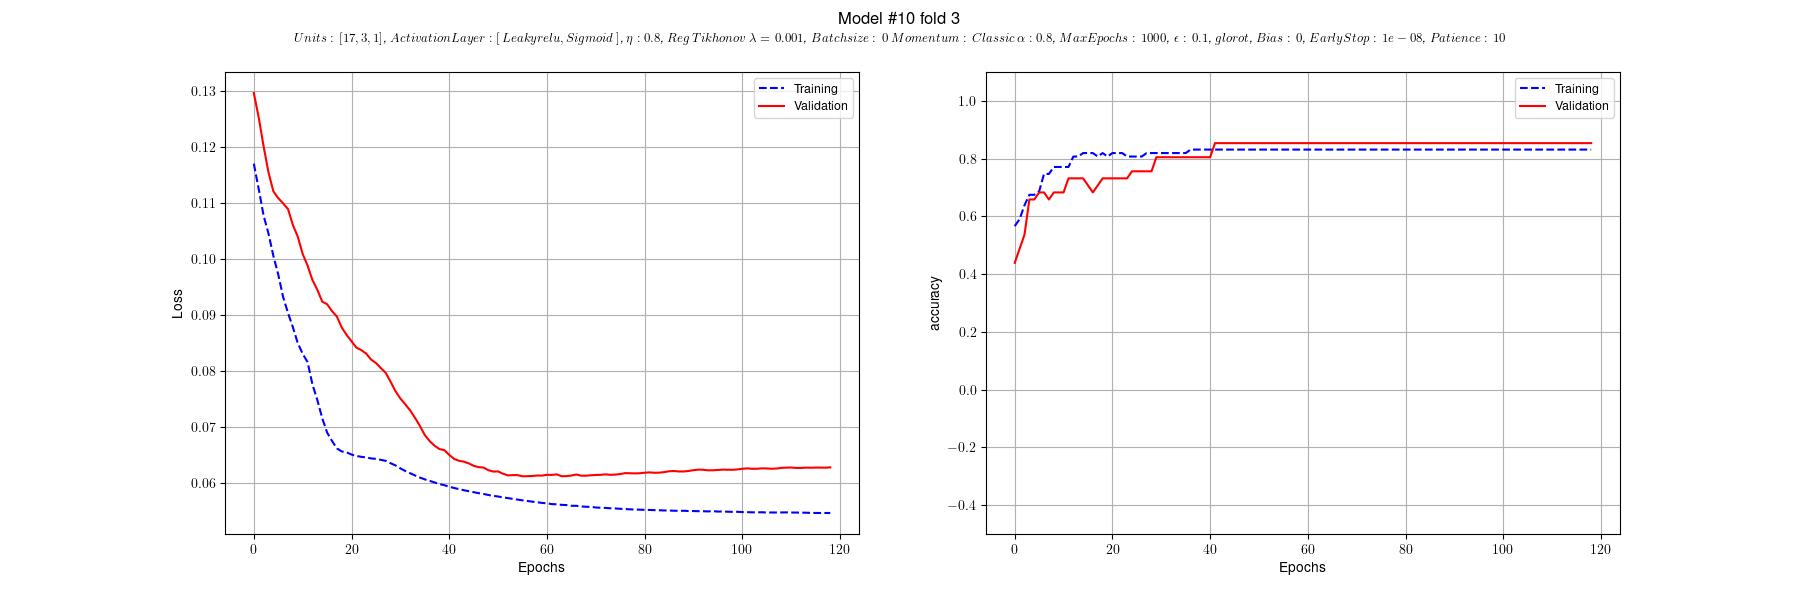 Model #10 fold 3
Units : [17, 3, 1], ActivationLayer : [ Leakyrelu, Sigmoid ], η : 0.8, Reg Tikhonov λ = 0.001, Batchsize : 0 Momentum : Classic α : 0.8, MaxEpochs : 1000, ϵ : 0.1, glorot, Bias : 0, EarlyStop : 1e − 08, Patience : 10
Loss
0.13
0.12
0.11
0.10
0.09
0.08
0.07
0.06
Training
Validation
0 20 40 60 80 100 120
Epochs
accuracy
1.0
0.8
0.6
0.4
0.2
0.0
−0.2
−0.4
Training
Validation
0 20 40 60 80 100 120
Epochs